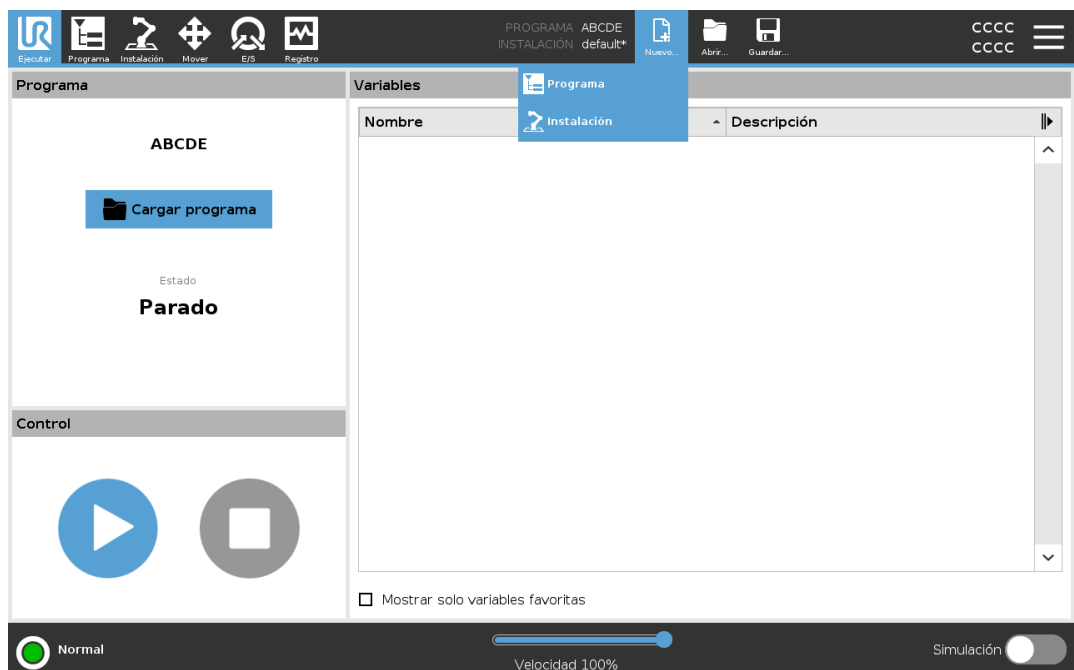 UR
Ejecutar Programa Instalación Mover E/S Registro
PROGRAMA ABCDE
INSTALACIÓN default*
Nuevo... Abrir... Guardar...
CCCC
CCCC
Programa
Instalación
Programa
ABCDE
Cargar programa
Estado
Parado
Control
Variables
Nombre Descripción
Mostrar solo variables favoritas
Normal
Velocidad 100%
Simulación